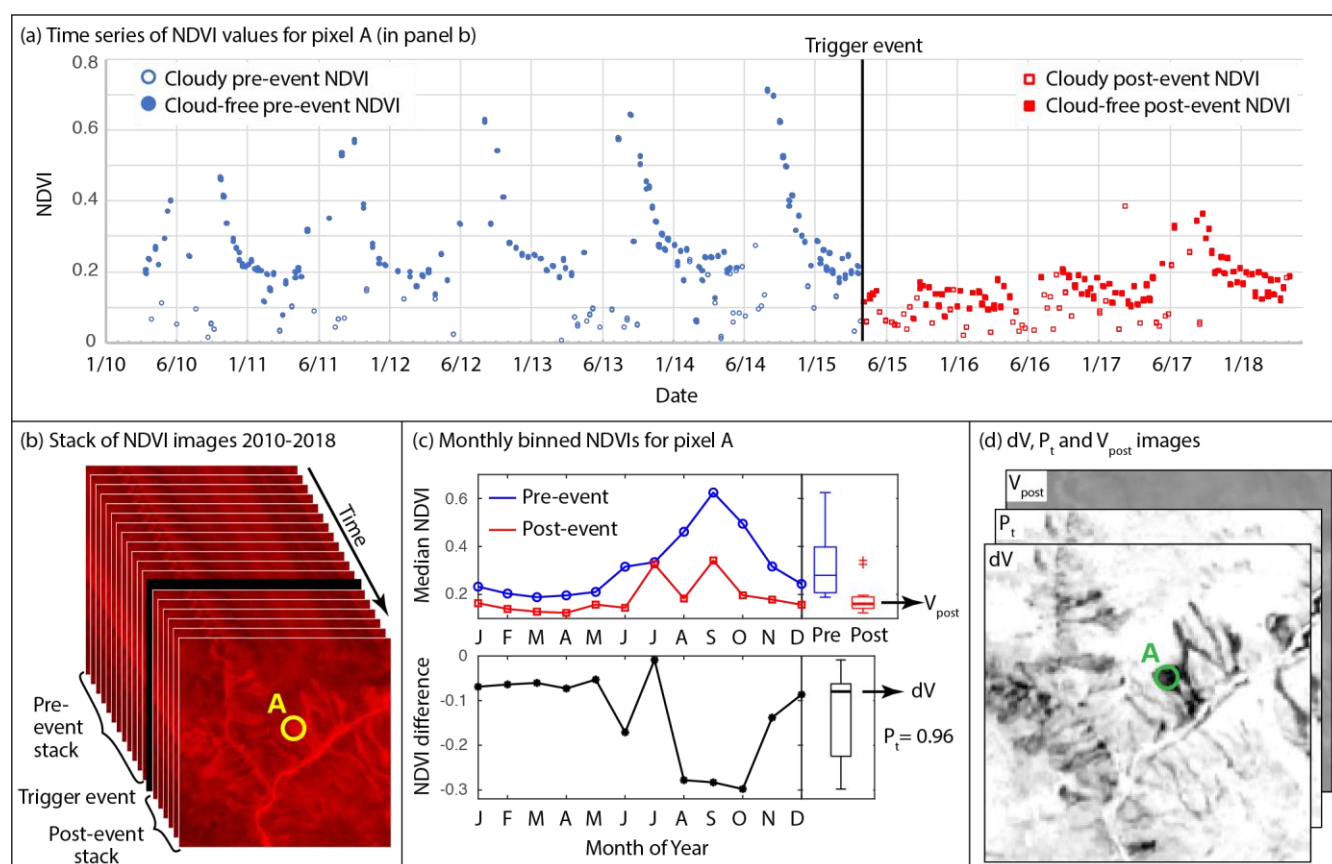 (a) Time series of NDVI values for pixel A (in panel b)
Trigger event
Cloudy pre-event NDVI
Cloud-free pre-event NDVI
Cloudy post-event NDVI
Cloud-free post-event NDVI
NDVI
0.8
0.6
0.4
0.2
0
1/10 6/10 1/11 6/11 1/12 6/12 1/13 6/13 1/14 6/14 1/15 6/15 1/16 6/16 1/17 6/17 1/18
Date
(b) Stack of NDVI images 2010-2018
Time
A
Pre-
event
stack
Trigger event
Post-event
stack
(c) Monthly binned NDVIs for pixel A
Median NDVI
0.6
0.4
0.2
Pre-event
Post-event
J F M A M J J A S O N D
Pre Post
Vpost
NDVI difference
0
-0.1
-0.2
-0.3
dV
Pt = 0.96
J F M A M J J A S O N D
Month of Year
(d) dV, Pt and Vpost images
Vpost
Pt
dV
A